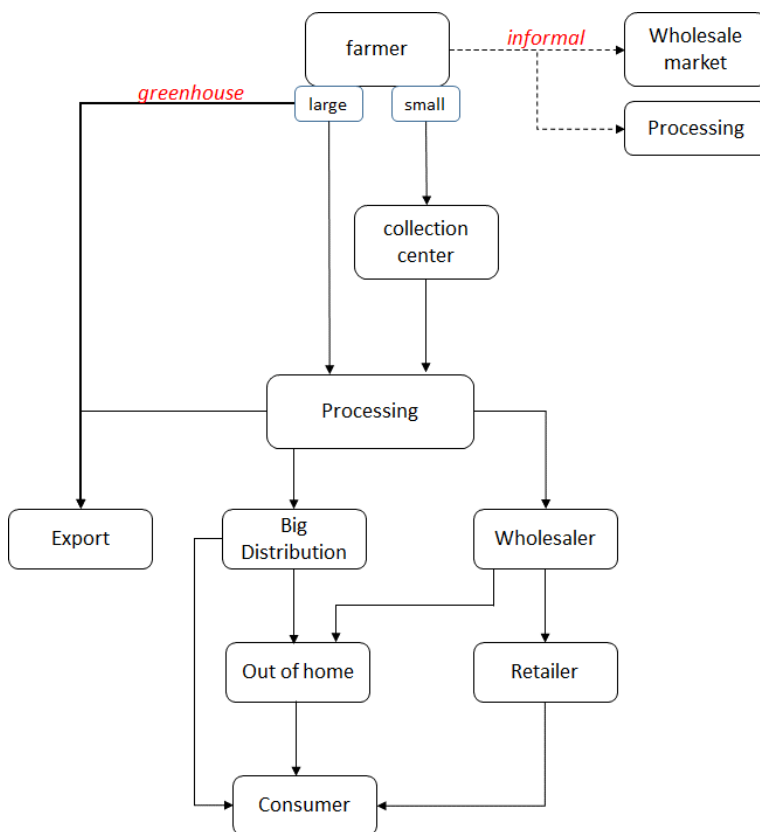 farmer
informal
Wholesale
market
greenhouse
large
small
Processing
collection
center
Processing
Export
Big
Distribution
Wholesaler
Out of home
Retailer
Consumer